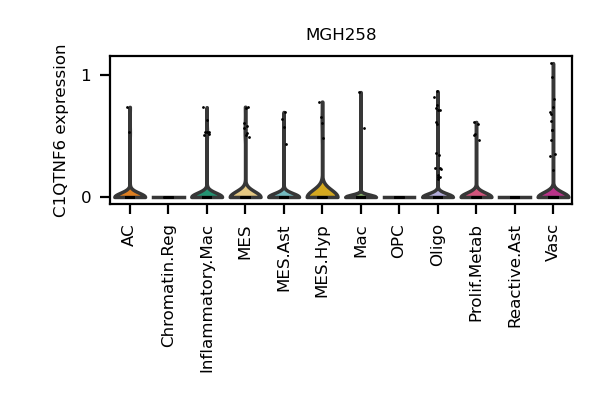 MGH258
C1QTNF6 expression
1
0
AC
Chromatin.Reg
Inflammatory.Mac
MES
MES.Ast
MES.Hyp
Mac
OPC
Oligo
Prolif.Metab
Reactive.Ast
Vasc